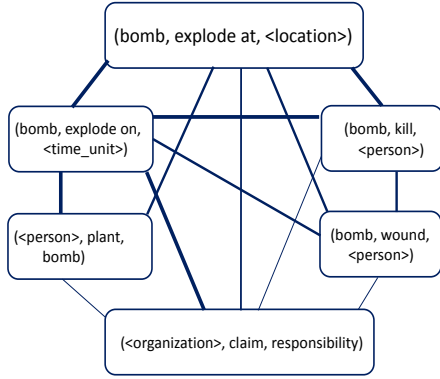 (bomb, explode at, <location>)
(bomb, explode on,
<time_unit>)
(bomb, kill,
<person>)
(<person>, plant,
bomb)
(bomb, wound,
<person>)
(<organization>, claim, responsibility)